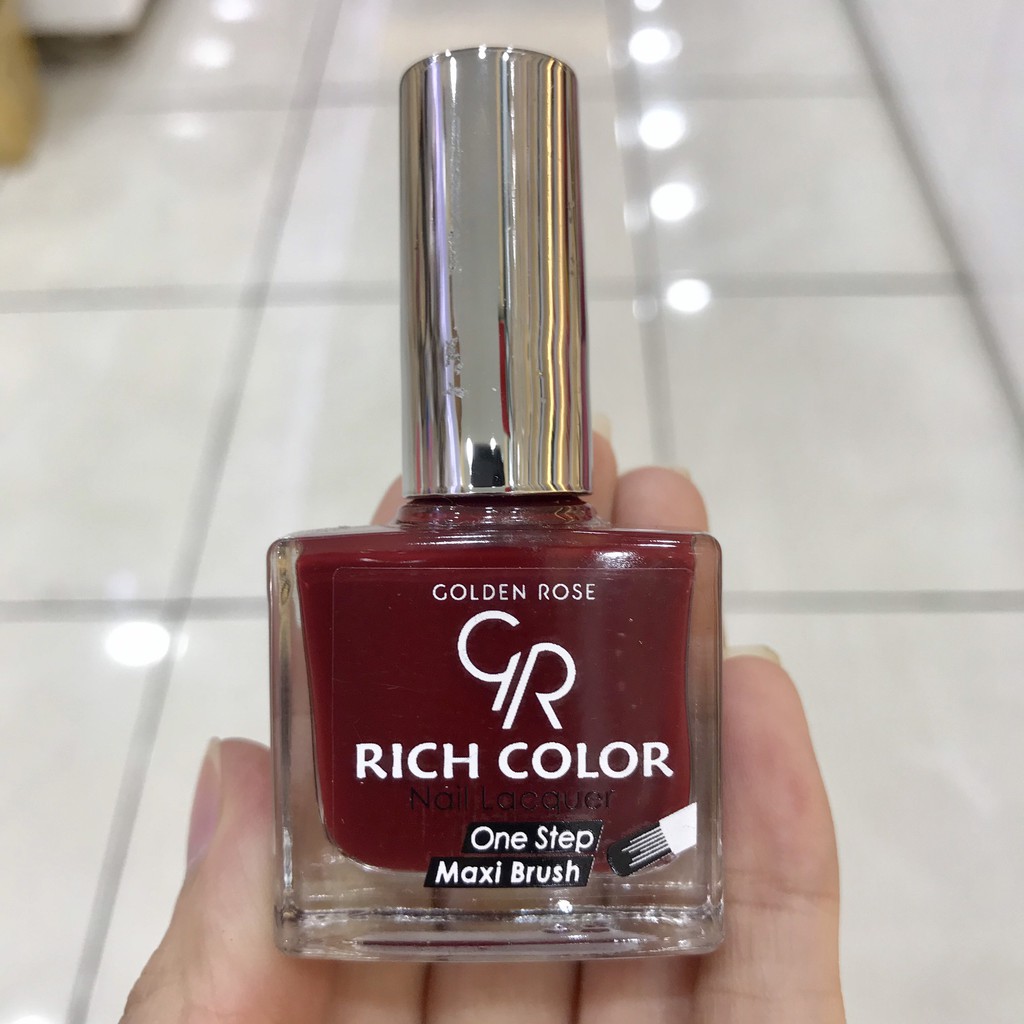 GOLDEN ROSE
GR
RICH COLOR
Nail Lacquer
One Step
Maxi Brush